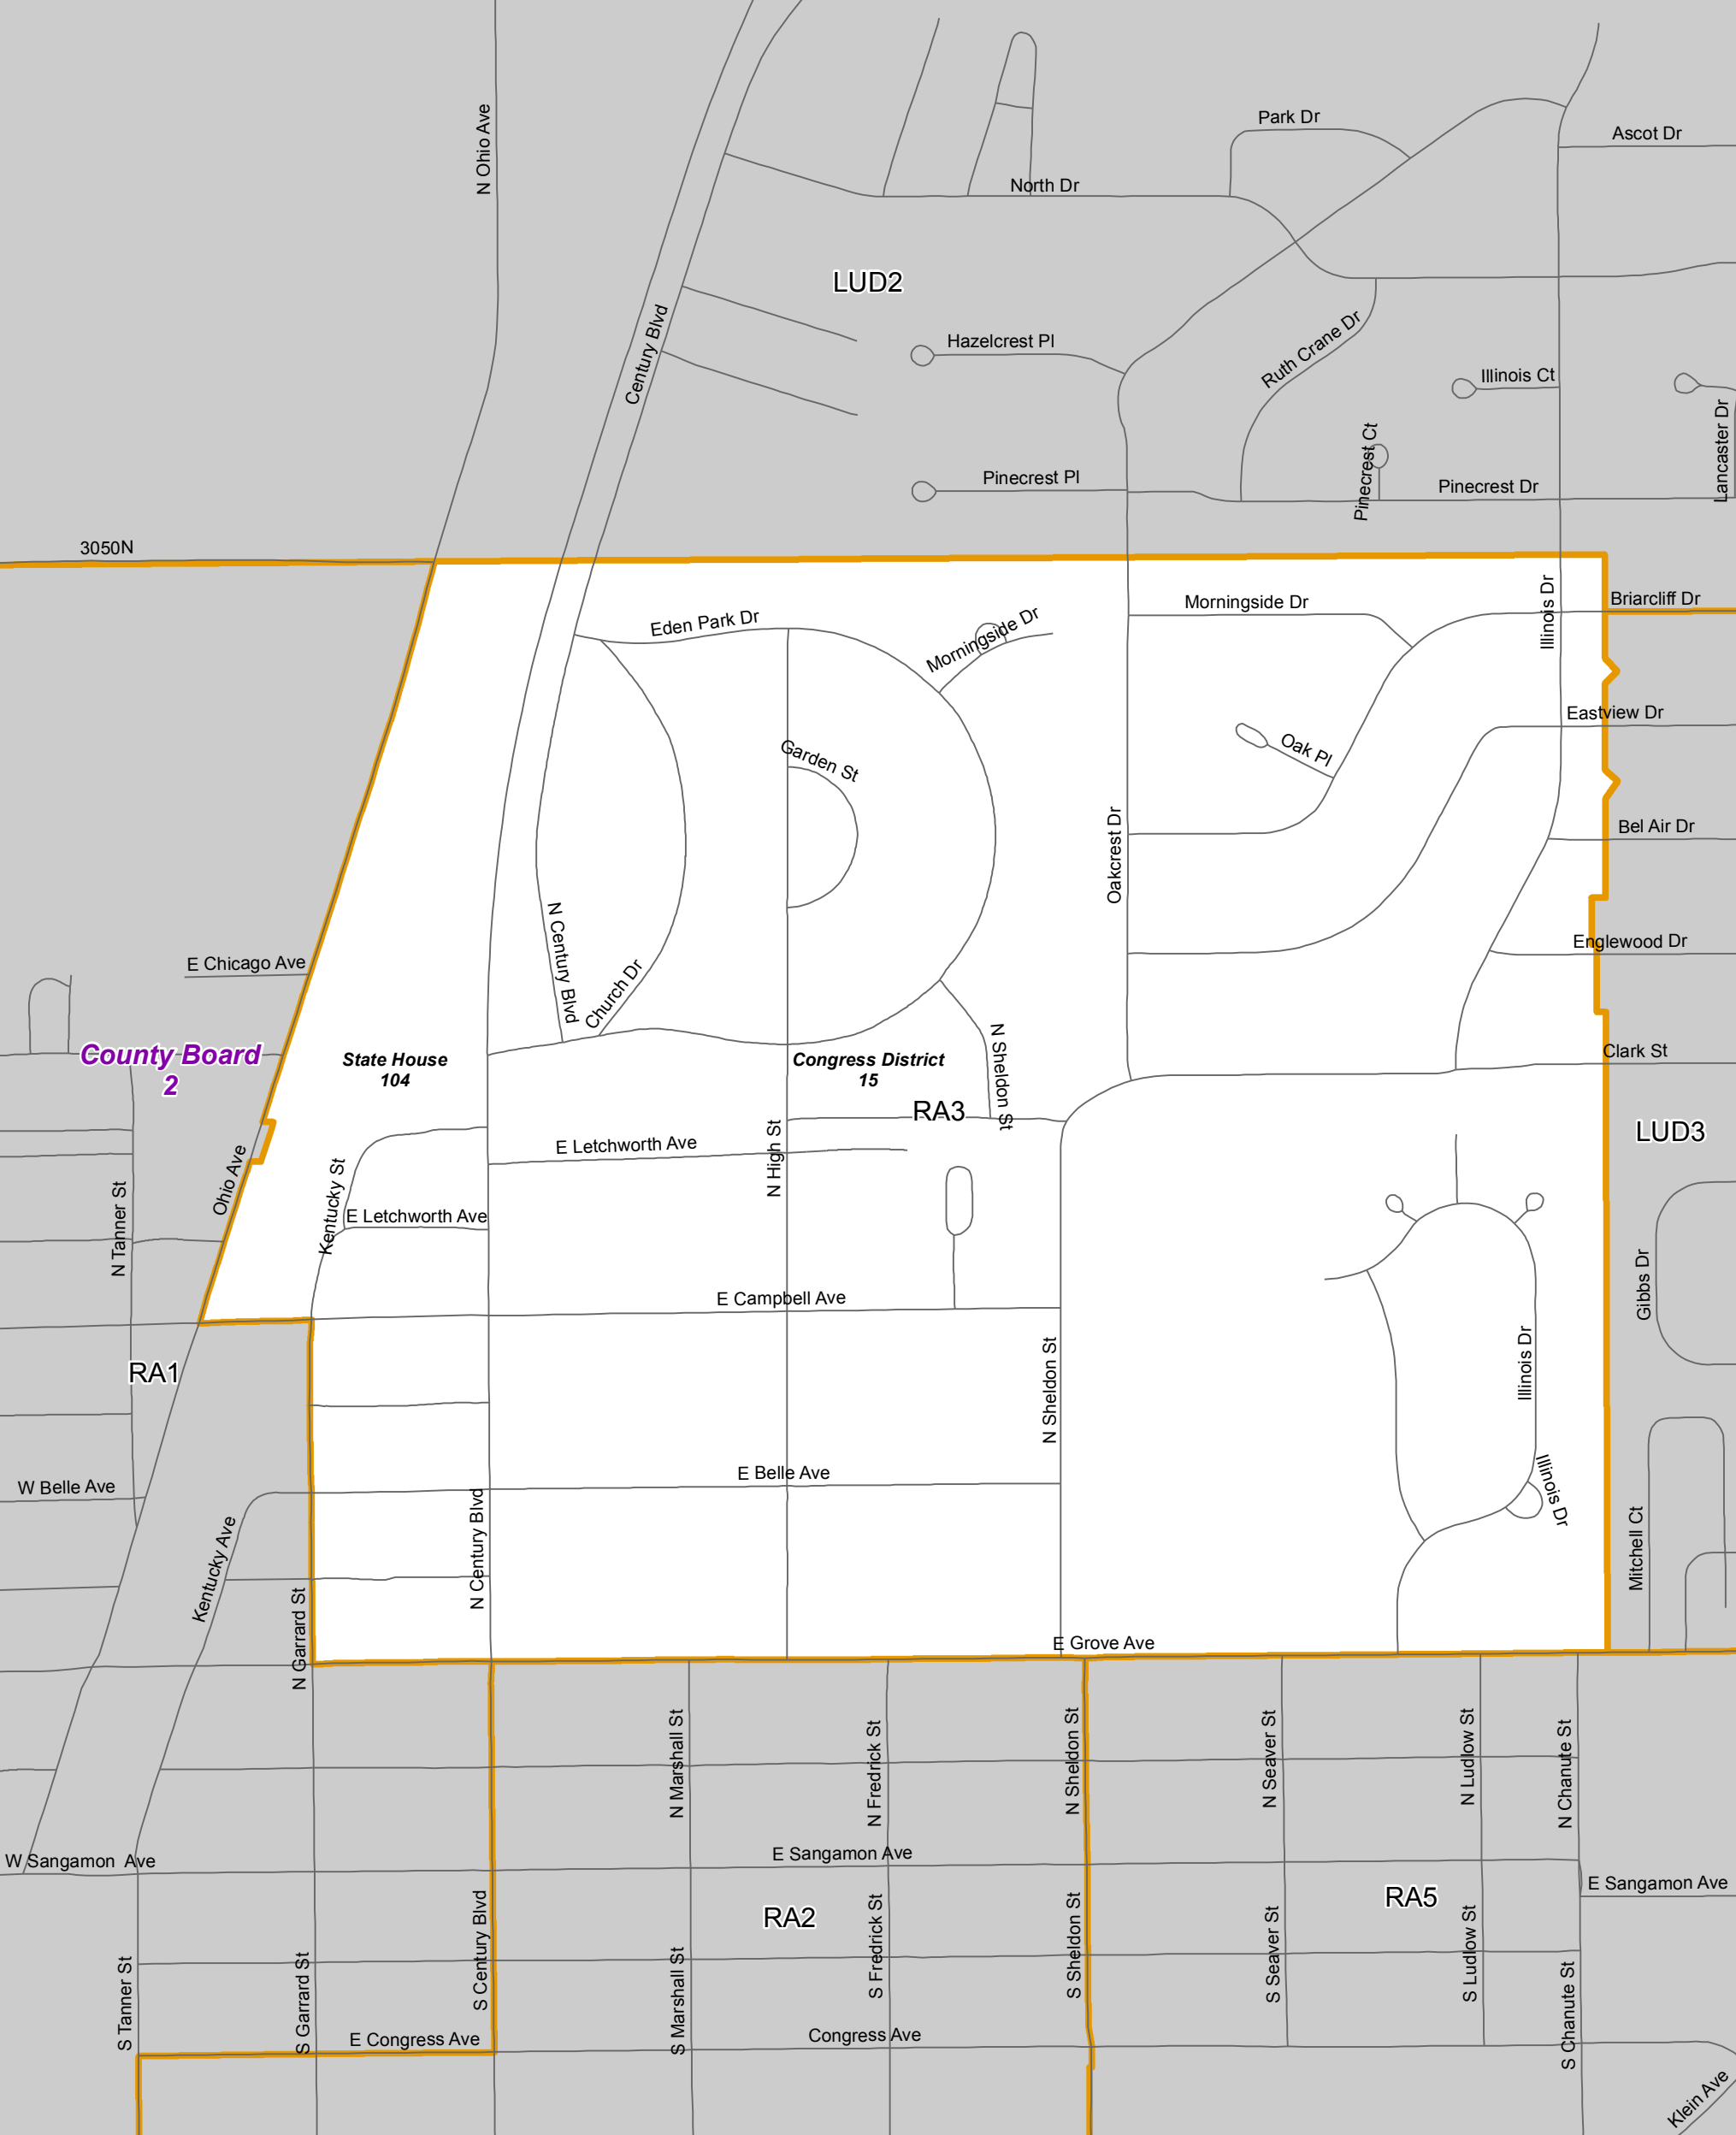 Park Dr
Ascot Dr
N Ohio Ave
North Dr
LUD2
Century Blvd
Hazelcrest Pl
Ruth Crane Dr
Illinois Ct
Lancaster Dr
Pinecrest Ct
Pinecrest Pl
Pinecrest Dr
3050N
Morningside Dr
Illinois Dr
Briarcliff Dr
Eden Park Dr
Morningside Dr
Eastview Dr
Garden St
Oak Pl
Bel Air Dr
Oakcrest Dr
N Century Blvd
Englewood Dr
E Chicago Ave
Church Dr
County Board
2
State House
104
Congress District
15
N Sheldon St
Clark St
RA3
LUD3
E Letchworth Ave
N High St
Ohio Ave
Kentucky St
N Tanner St
E Letchworth Ave
Gibbs Dr
E Campbell Ave
RA1
N Sheldon St
Illinois Dr
W Belle Ave
E Belle Ave
Illinois Dr
N Century Blvd
Mitchell Ct
Kentucky Ave
N Garrard St
E Grove Ave
N Marshall St
N Fredrick St
N Sheldon St
N Seaver St
N Ludlow St
N Chanute St
W Sangamon  Ave
E Sangamon Ave
E Sangamon Ave
RA2
RA5
S Century Blvd
S Fredrick St
S Sheldon St
S Seaver St
S Ludlow St
S Tanner St
S Garrard St
S Marshall St
S Chanute St
E Congress Ave
Congress Ave
Klein Ave